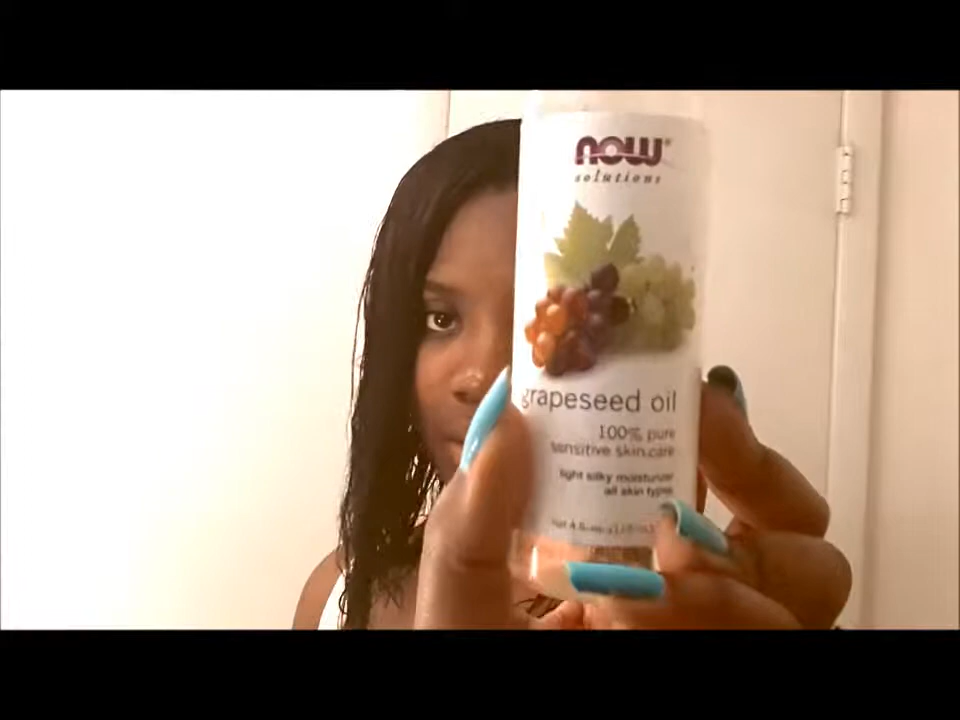 now®
solutions
grapeseed oil
100% pure
sensitive skin care
light silky moisturizer
all skin types